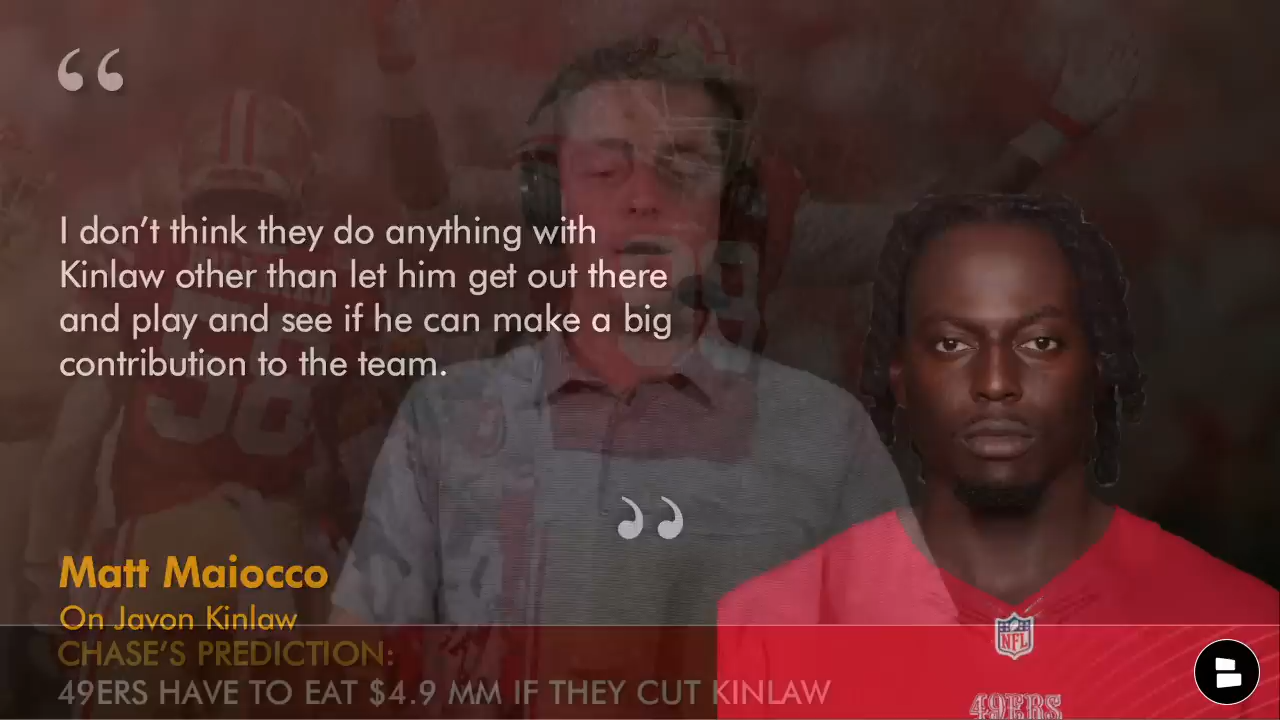 I don’t think they do anything with
Kinlaw other than let him get out there
and play and see if he can make a big
contribution to the team.
Matt Maiocco
On Javon Kinlaw
CHASE’S PREDICTION:
49ERS HAVE TO EAT $4.9 MM IF THEY CUT KINLAW
NFL
49ERS
98